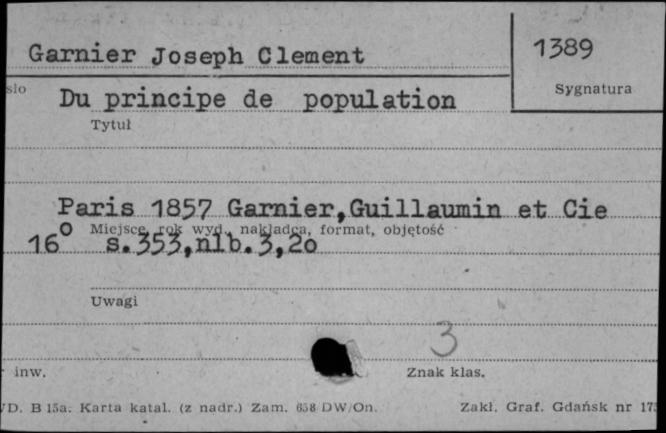 Garnier Joseph Clement
1389
sło
Sygnatura
Du principe de population
Tytuł
Paris 1857 Garnier,Guillaumin et Cie
Miejsce, rok wyd., nakładca, format, objętość
16° s.353,nlb.3,2o
Uwagi
3
inw.
Znak klas.
D. B 15a. Karta katal. (z nadr.) Zam. 658 DW/On.
Zakł. Graf. Gdańsk nr